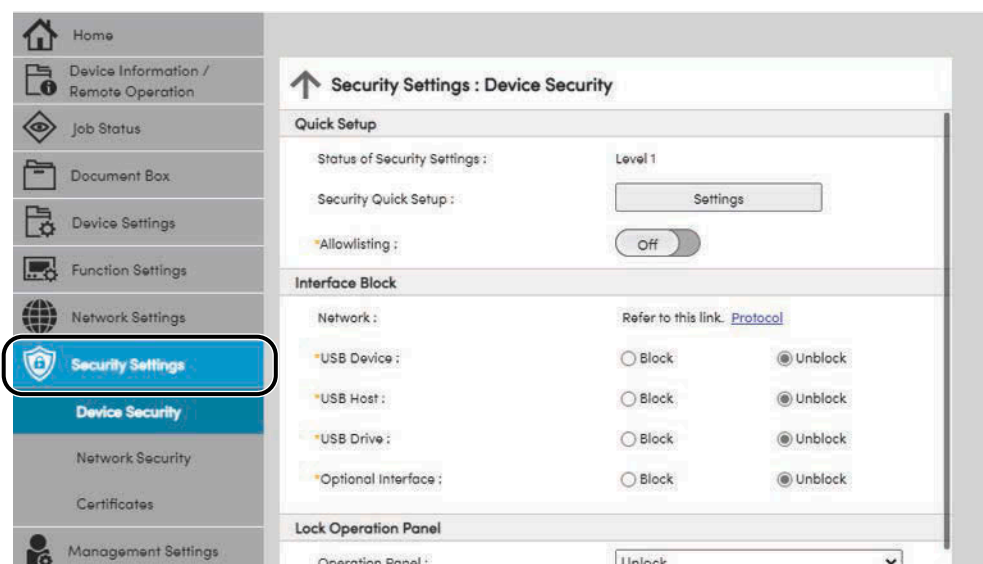 Home
Device Information /
Remote Operation
Job Status
Document Box
Device Settings
Function Settings
Network Settings
Security Settings
Device Security
Network Security
Certificates
Management Settings
Security Settings : Device Security
Quick Setup
Status of Security Settings : Level 1
Security Quick Setup : Settings
*Allowlisting : Off
Interface Block
Network : Refer to this link. Protocol
*USB Device : Block Unblock
*USB Host : Block Unblock
*USB Drive : Block Unblock
*Optional Interface : Block Unblock
Lock Operation Panel
Operation Panel : Unlock